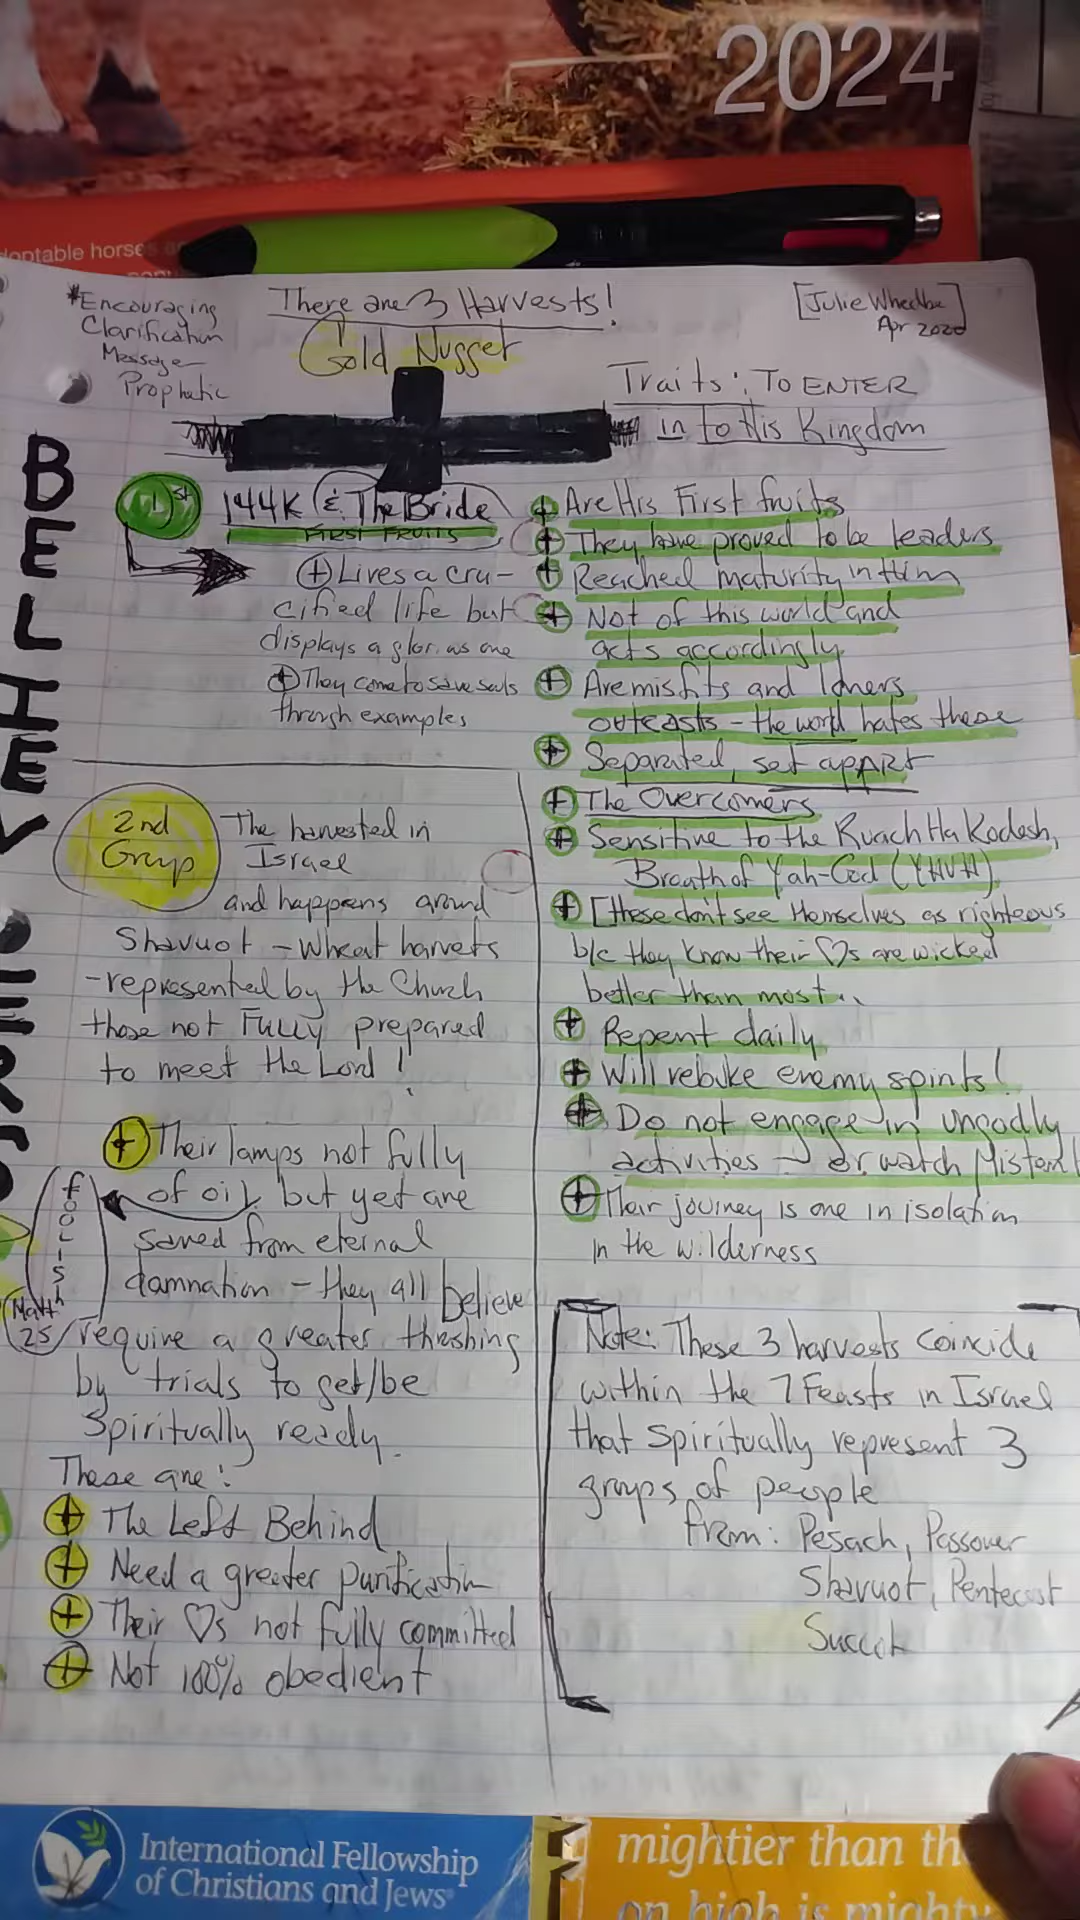 2024
doptable horses
*Encouraging
Clarification
Message
Prophetic
There are 3 Harvests!
Gold Nugget
Apr 2020
Traits: TO ENTER
in to His Kingdom
BELIEVERS
1st
144K & The Bride
FIRST FRUITS
+ Lives a cru-
cified life but
displays a glor. as one
+ They come to save souls
through examples
+ Are His First fruits
+ They have proved to be leaders
+ Reached maturity in Him
+ Not of this world and
acts accordingly
+ Are misfits and loners
outcasts - the world hates these
+ Separated, set apART
+ The Overcomers
+ Sensitive to the Ruach Ha Kodesh,
Breath of Yah-God (YHVH)
+ [these don't see themselves as righteous
b/c they know their ♡s are wicked
better than most..
+ Repent daily
+ Will rebuke enemy spirits!
+ Do not engage in ungodly
activities - or watch
+ Their journey is one in isolation
in the wilderness
2nd
Group
The harvested in
Israel
and happens around
Shavuot - wheat harvets
- represented by the Church
those not Fully prepared
to meet the Lord!
+ Their lamps not fully
of oil, but yet are
saved from eternal
damnation - they all believe
foolish
Matth
25
require a greater threshing
by trials to get/be
Spiritually ready.
These are:
+ The Left Behind
+ Need a greater purification
+ Their ♡s not fully committed
+ Not 100% obedient
Note: These 3 harvests coincide
within the 7 Feasts in Israel
that spiritually represent 3
groups of people
from: Pesach, Passover
Shavuot, Pentecost
Succot
International Fellowship
of Christians and Jews
mightier than th
on high is mighty